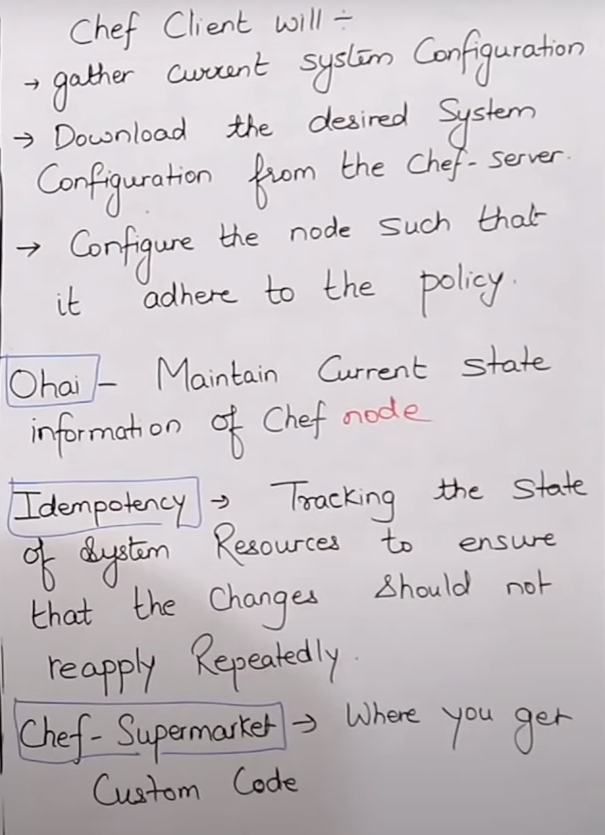 Chef Client will ÷
→ gather current system Configuration
→ Download the desired System
Configuration from the Chef-server.
→ Configure the node such that
it adhere to the policy.
Ohai - Maintain Current state
information of Chef node
Idempotency → Tracking the State
of System Resources to ensure
that the Changes Should not
reapply Repeatedly.
Chef-Supermarket → Where you get
Custom Code